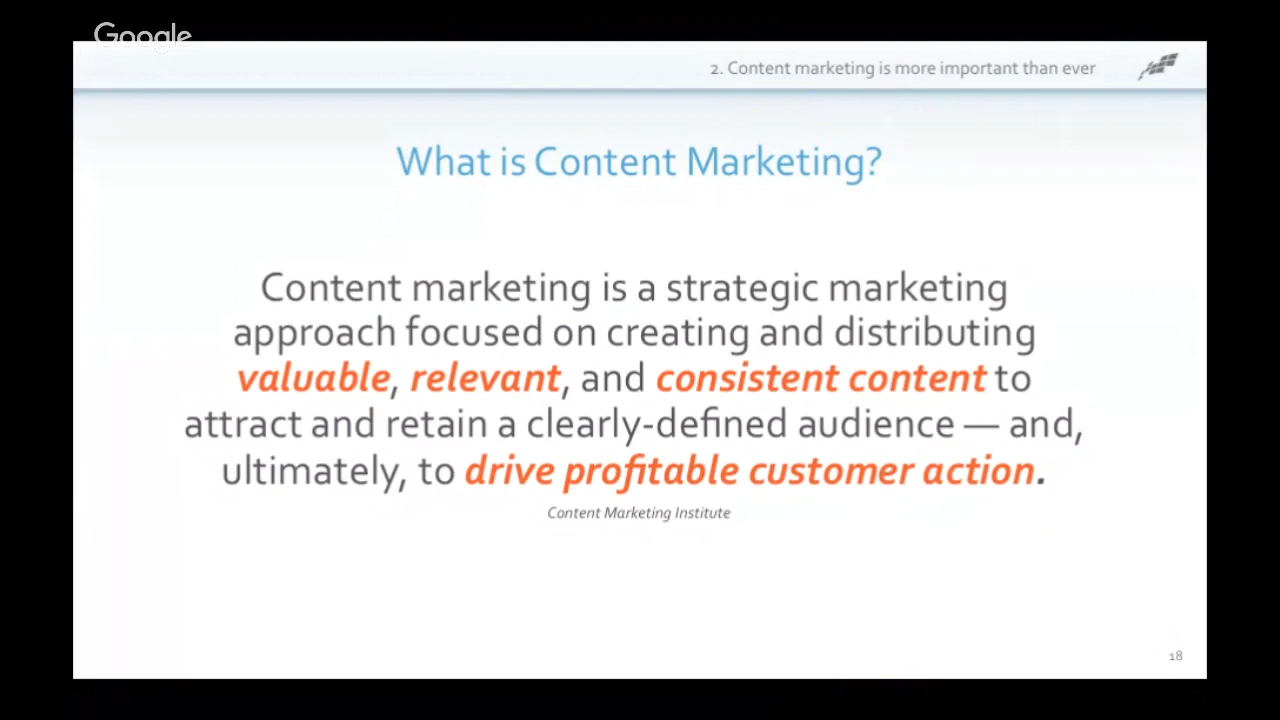 Google
2. Content marketing is more important than ever
What is Content Marketing?
Content marketing is a strategic marketing
approach focused on creating and distributing
valuable, relevant, and consistent content to
attract and retain a clearly-defined audience — and,
ultimately, to drive profitable customer action.
Content Marketing Institute
18